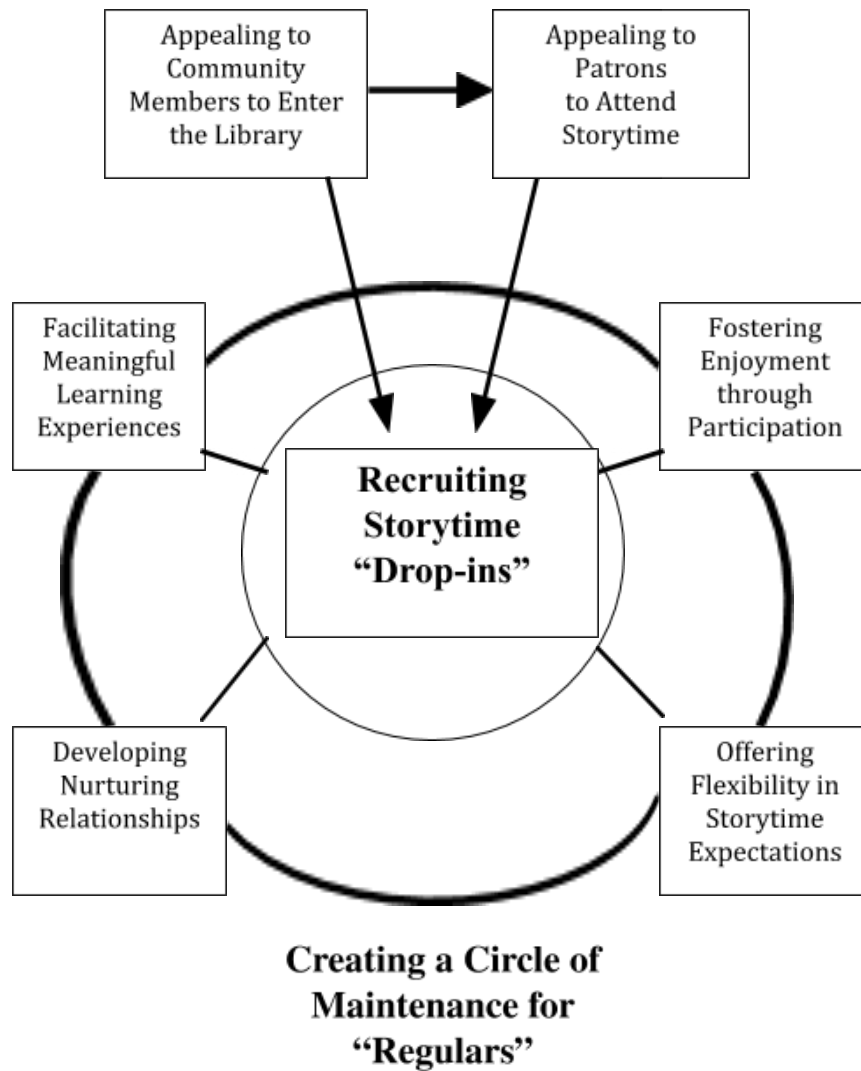 Appealing to
Community
Members to Enter
the Library
Appealing to
Patrons
to Attend
Storytime
Facilitating
Meaningful
Learning
Experiences
Fostering
Enjoyment
through
Participation
Recruiting
Storytime
“Drop-ins”
Developing
Nurturing
Relationships
Offering
Flexibility in
Storytime
Expectations
Creating a Circle of
Maintenance for
“Regulars”